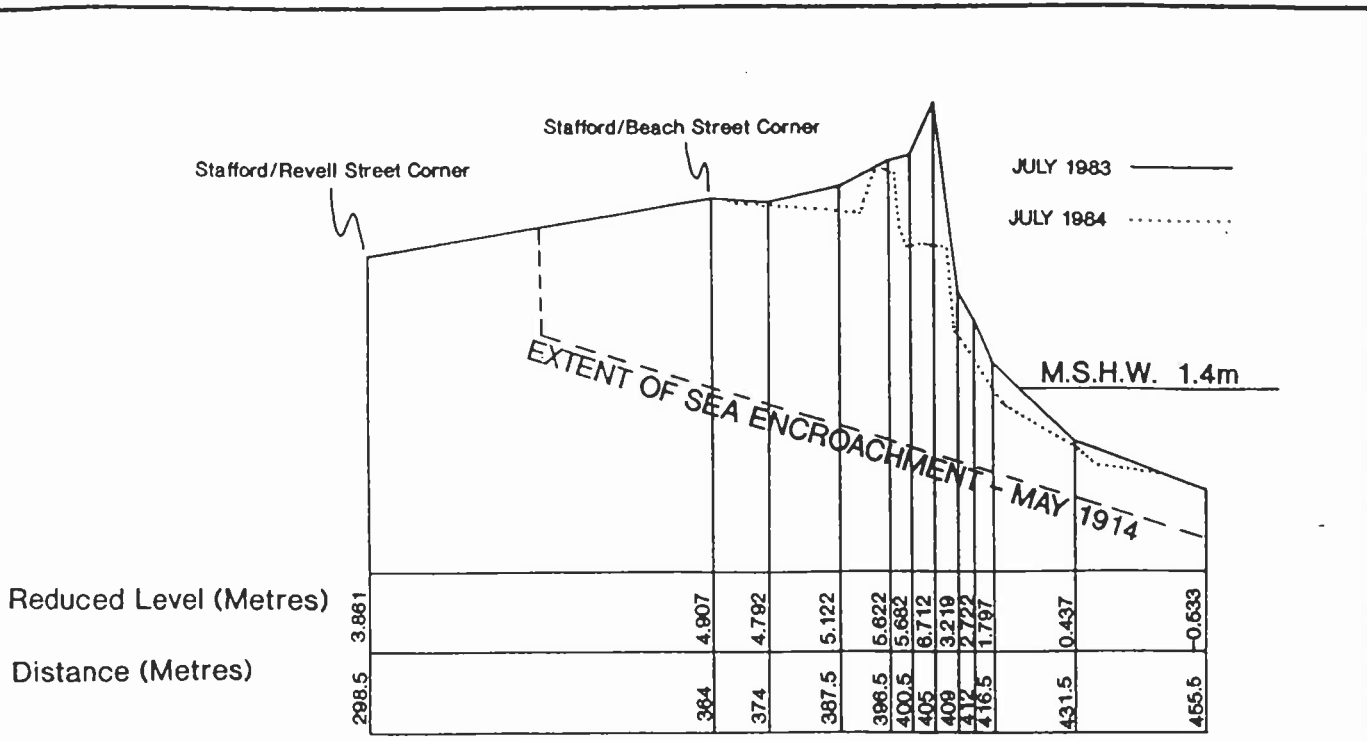 Stafford/Beach Street Corner
Stafford/Revell Street Corner
JULY 1983
JULY 1984
M.S.H.W. 1.4m
EXTENT OF SEA ENCROACHMENT - MAY 1914
Reduced Level (Metres) 3.861 4.907 4.792 5.122 5.622 5.682 6.712 3.219 2.722 1.797 0.437 -0.533
Distance (Metres) 298.5 364 374 387.5 396.5 400.5 405 409 412 416.5 431.5 455.5